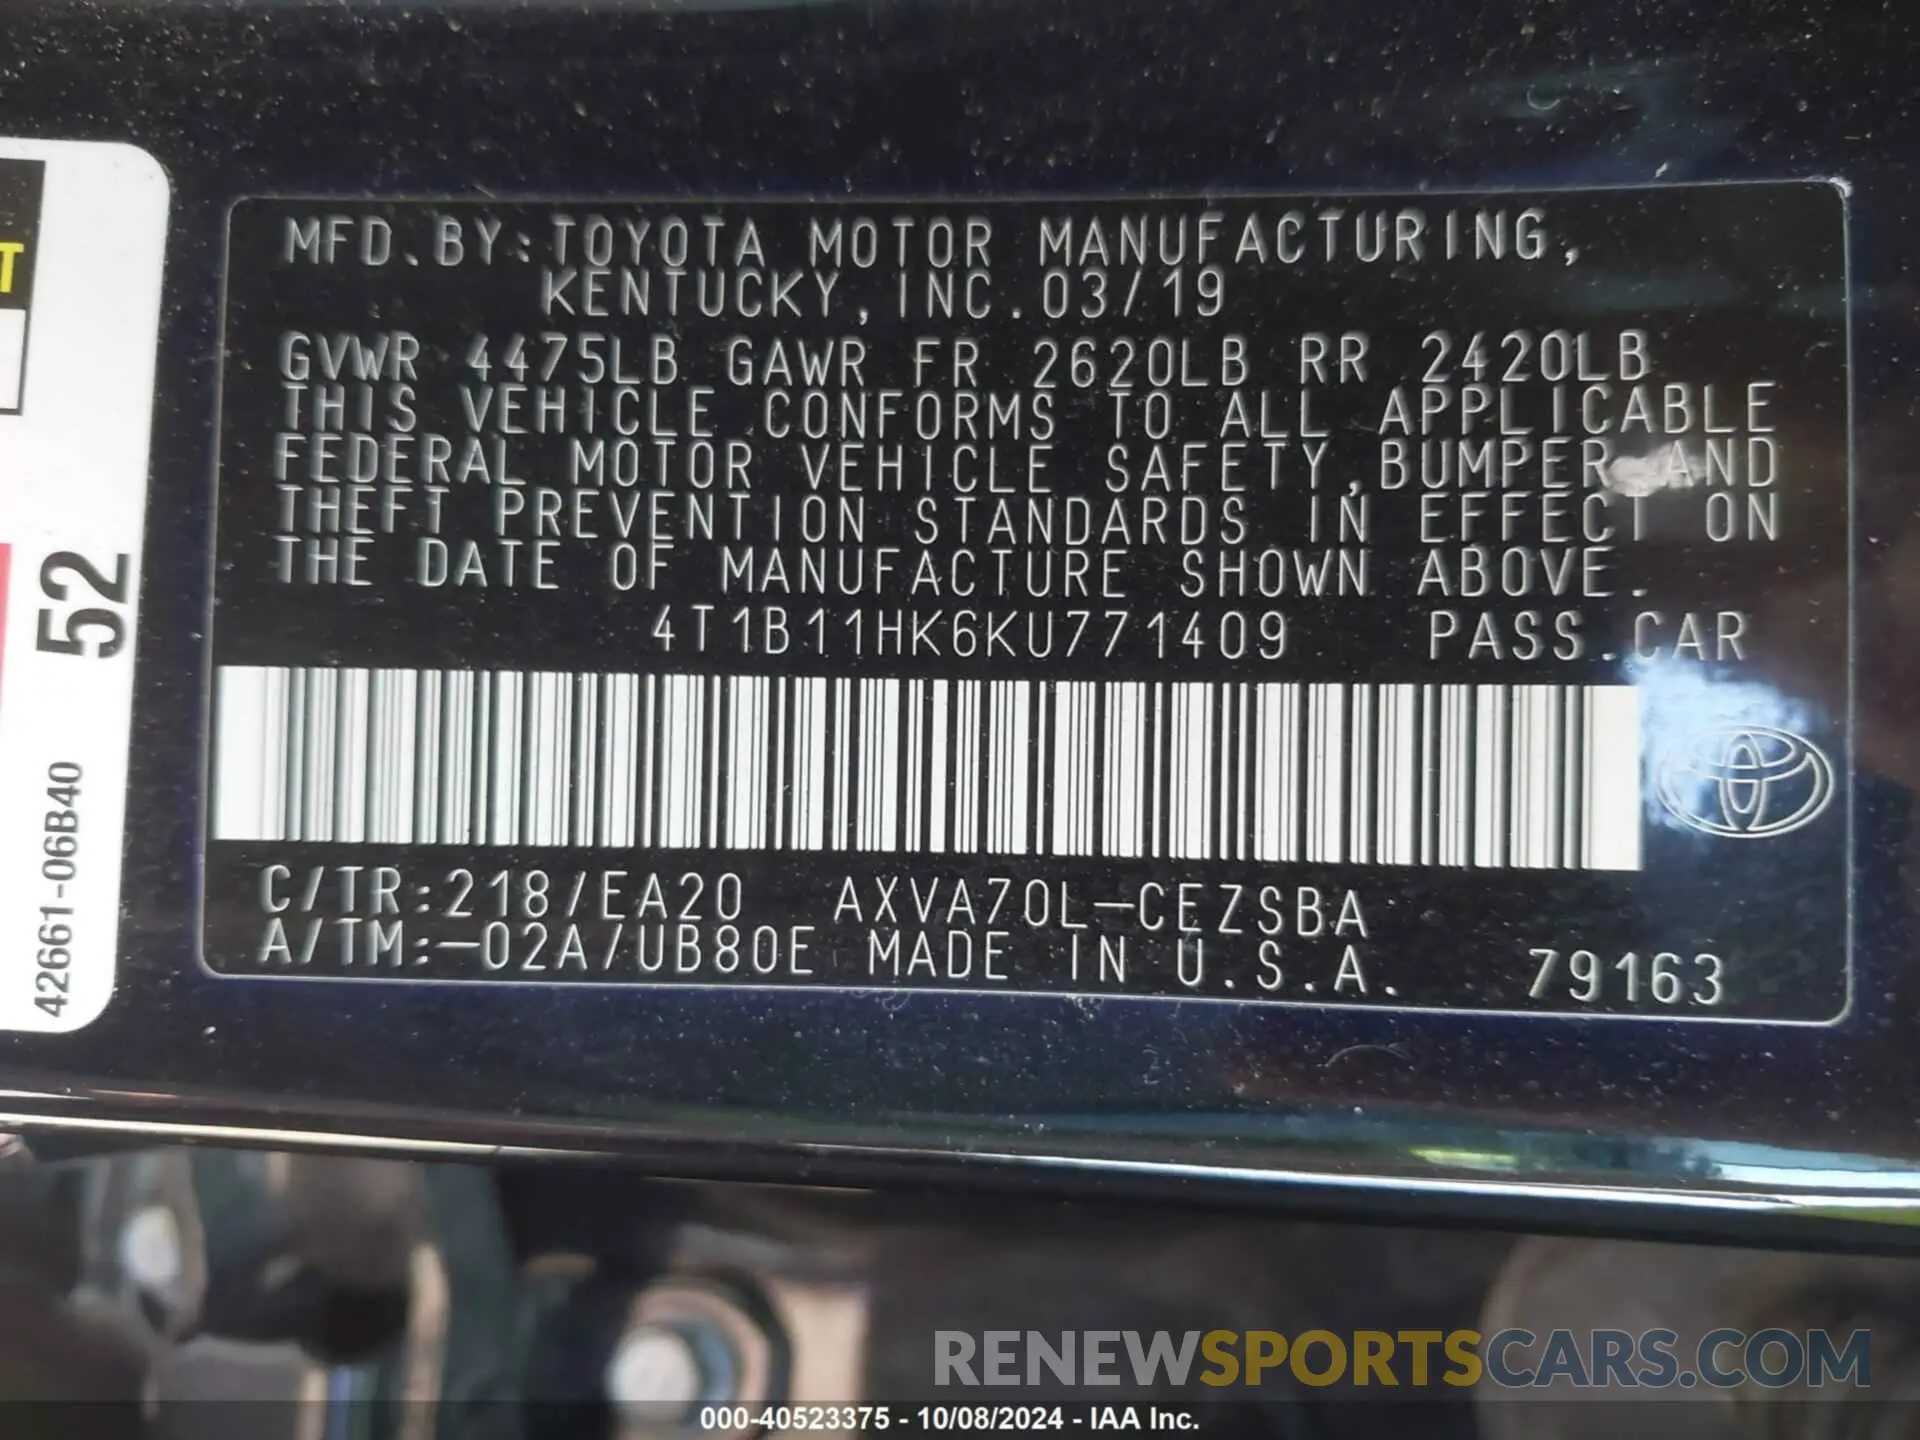 MFD.BY:TOYOTA MOTOR MANUFACTURING,
KENTUCKY,INC.03/19
GVWR 4475LB GAWR FR 2620LB RR 2420LB
THIS VEHICLE CONFORMS TO ALL APPLICABLE
FEDERAL MOTOR VEHICLE SAFETY,BUMPER AND
THEFT PREVENTION STANDARDS IN EFFECT ON
THE DATE OF MANUFACTURE SHOWN ABOVE.
4T1B11HK6KU771409 PASS.CAR
C/TR:218/EA20 AXVA70L-CEZSBA
A/TM:-02A/UB80E MADE IN U.S.A. 79163
T
52
42661-06B40
RENEWSPORTSCARS.COM
000-40523375 - 10/08/2024 - IAA Inc.